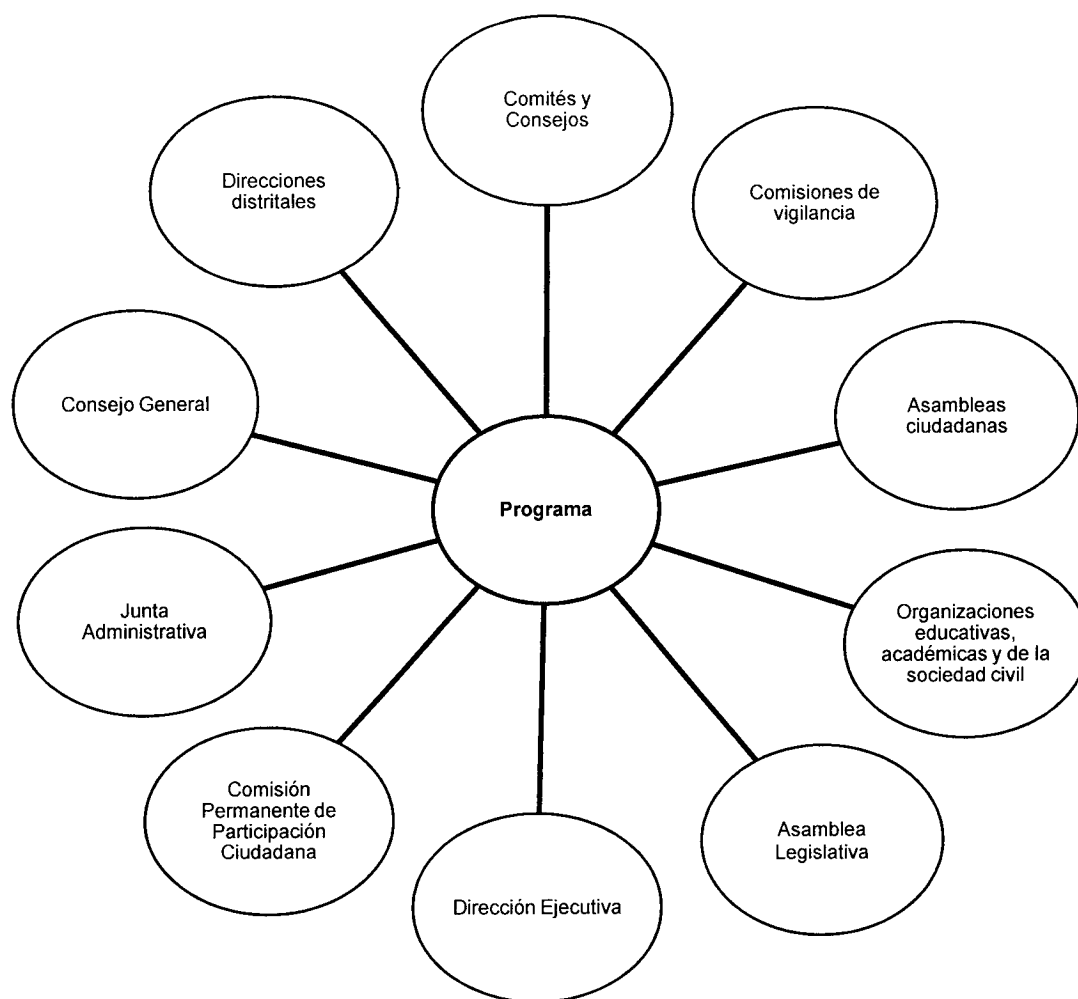 Comités y
Consejos
Direcciones
distritales
Comisiones de
vigilancia
Consejo General
Asambleas
ciudadanas
Programa
Junta
Administrativa
Organizaciones
educativas,
académicas y de la
sociedad civil
Comisión
Permanente de
Participación
Ciudadana
Asamblea
Legislativa
Dirección Ejecutiva